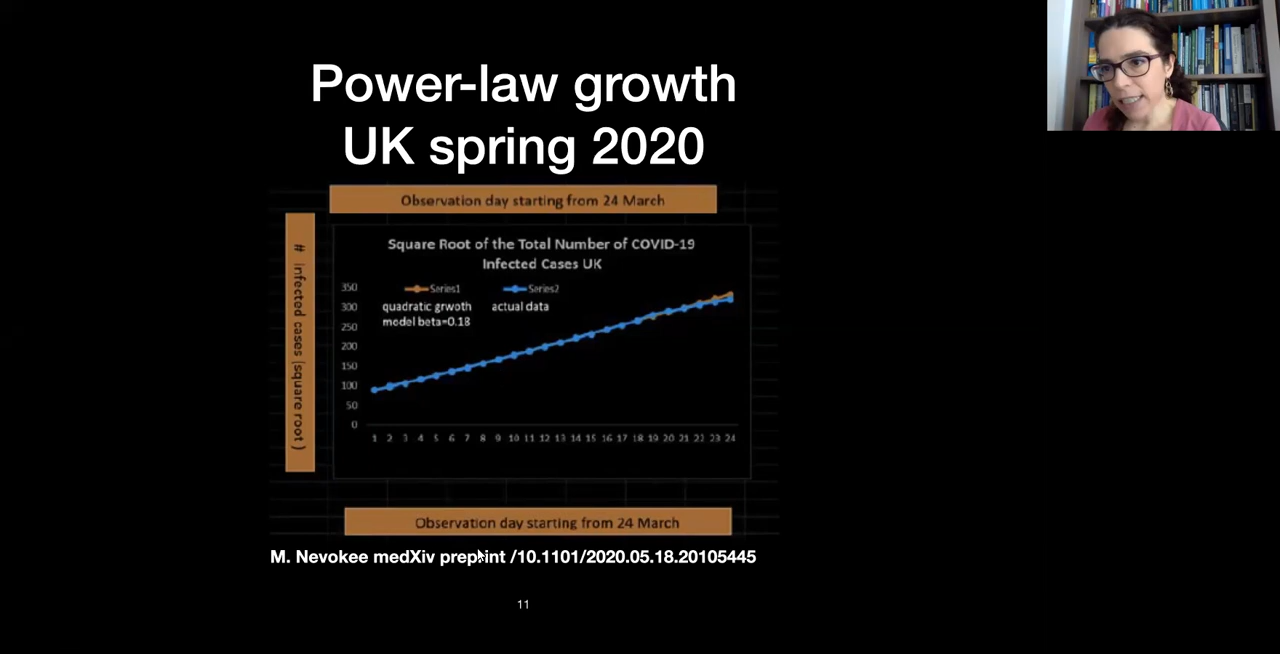 Power-law growth
UK spring 2020
Observation day starting from 24 March
# infected cases (square root)
Square Root of the Total Number of COVID-19
Infected Cases UK
Series1 Series2
quadratic grwoth actual data
model beta=0.18
350
300
250
200
150
100
50
0
1 2 3 4 5 6 7 8 9 10 11 12 13 14 15 16 17 18 19 20 21 22 23 24
Observation day starting from 24 March
M. Nevokee medXiv preprint /10.1101/2020.05.18.20105445
11